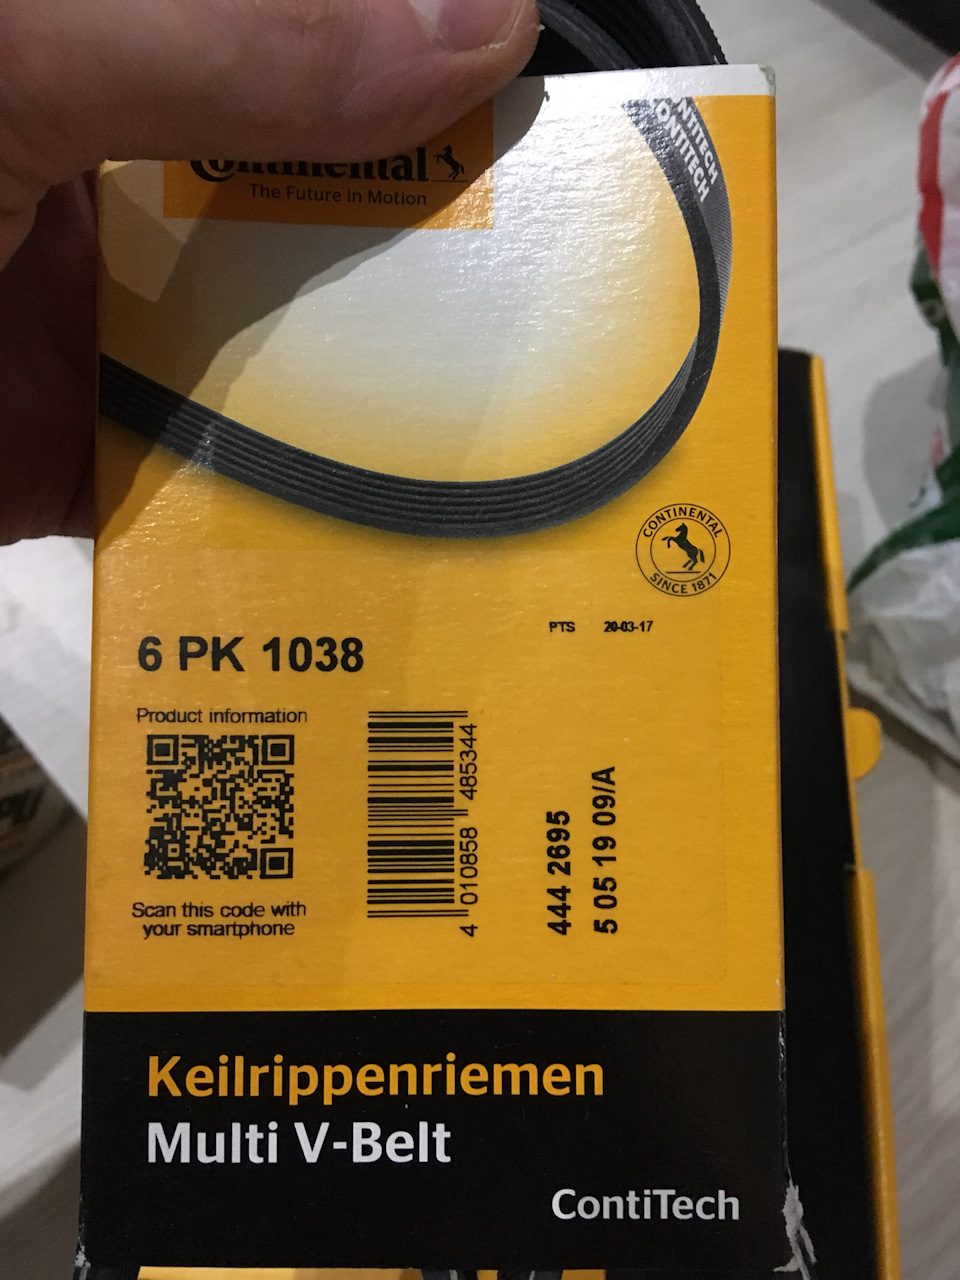 Continental
The Future in Motion
CONTITECH
CONTITECH
CONTINENTAL
SINCE 1871
PTS 20-03-17
6 PK 1038
Product information
Scan this code with
your smartphone
4 010858 485344
444 2695
5 05 19 09/A
Keilrippenriemen
Multi V-Belt
ContiTech